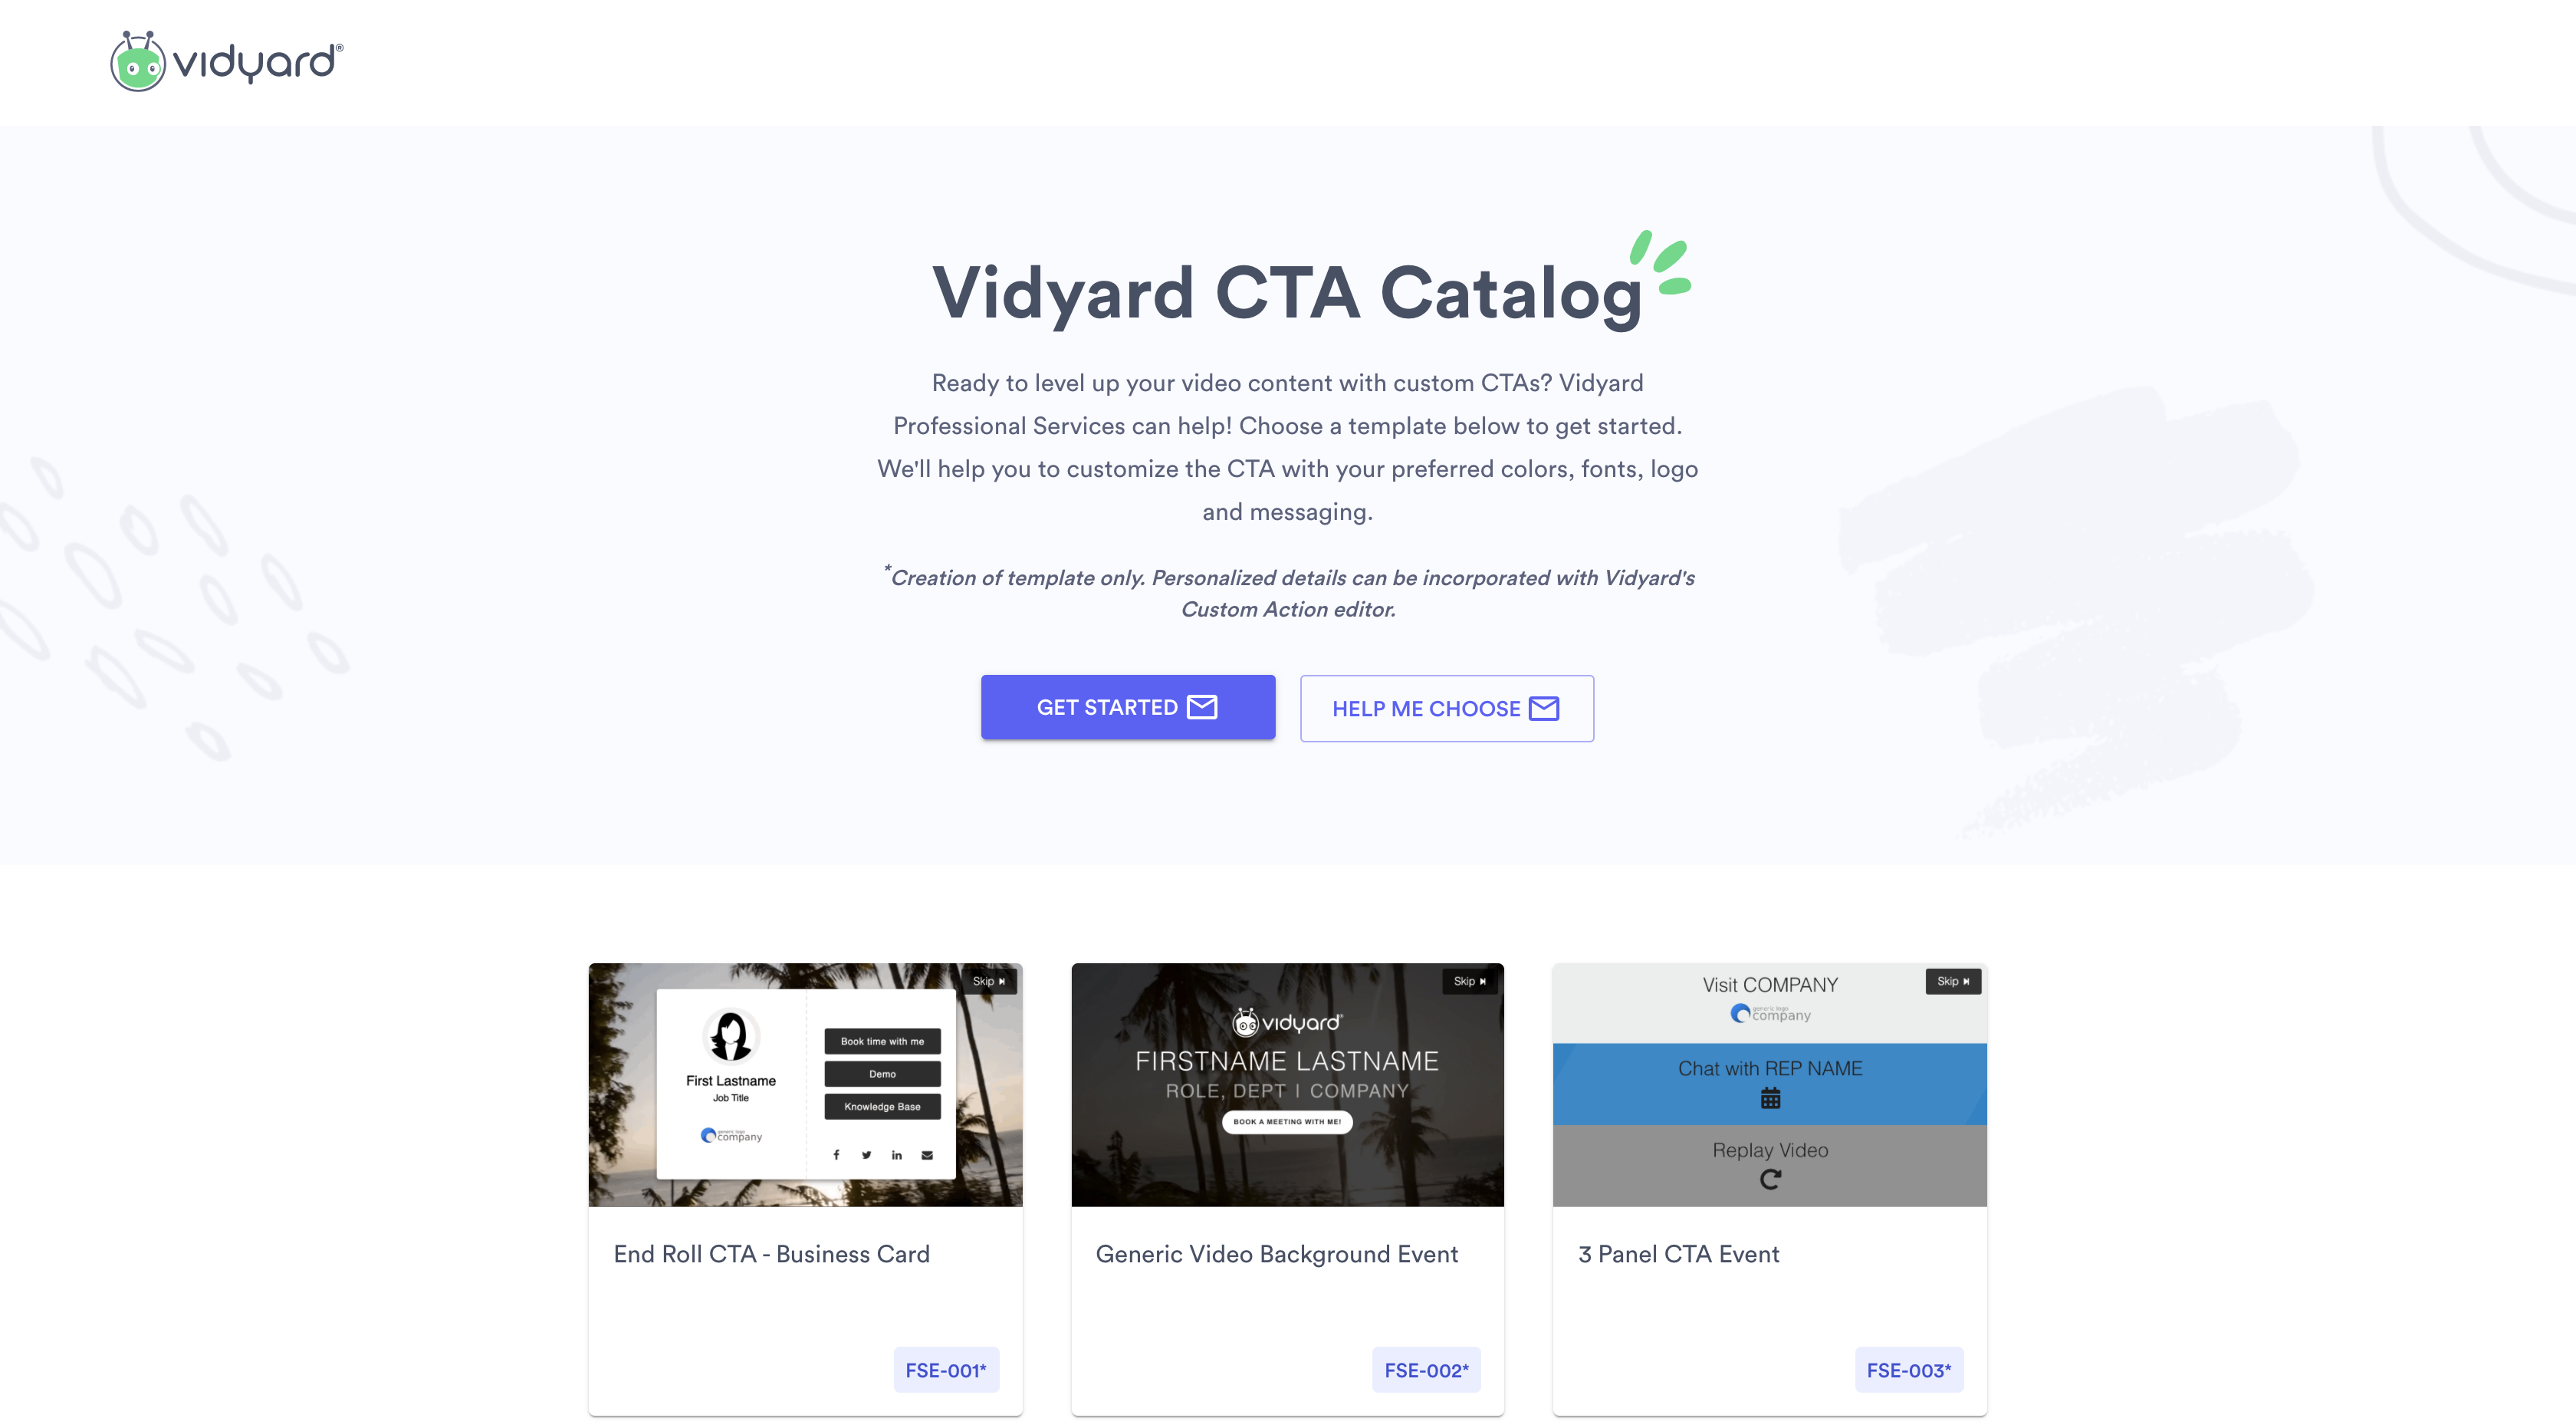 vidyard®
Vidyard CTA Catalog
Ready to level up your video content with custom CTAs? Vidyard
Professional Services can help! Choose a template below to get started.
We'll help you to customize the CTA with your preferred colors, fonts, logo
and messaging.
*Creation of template only. Personalized details can be incorporated with Vidyard's
Custom Action editor.
GET STARTED
HELP ME CHOOSE
Skip
First Lastname
Job Title
generic logo
company
Book time with me
Demo
Knowledge Base
End Roll CTA - Business Card
FSE-001*
Skip
vidyard
FIRSTNAME LASTNAME
ROLE, DEPT | COMPANY
BOOK A MEETING WITH ME!
Generic Video Background Event
FSE-002*
Skip
Visit COMPANY
generic logo
company
Chat with REP NAME
Replay Video
3 Panel CTA Event
FSE-003*